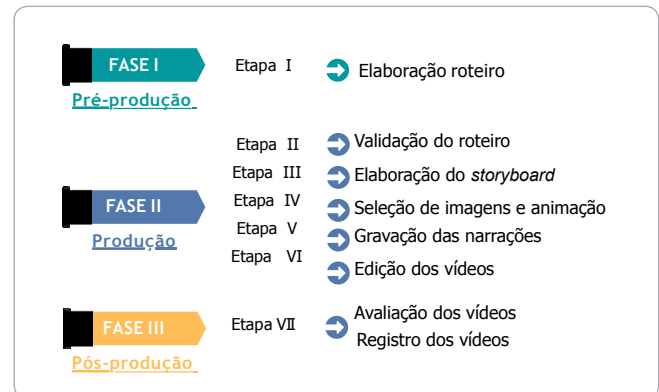 FASE I Etapa I Elaboração roteiro
Pré-produção
Etapa II Validação do roteiro
Etapa III Elaboração do storyboard
FASE II Etapa IV Seleção de imagens e animação
Produção Etapa V Gravação das narrações
Etapa VI Edição dos vídeos
FASE III Etapa VII Avaliação dos vídeos
Registro dos vídeos
Pós-produção